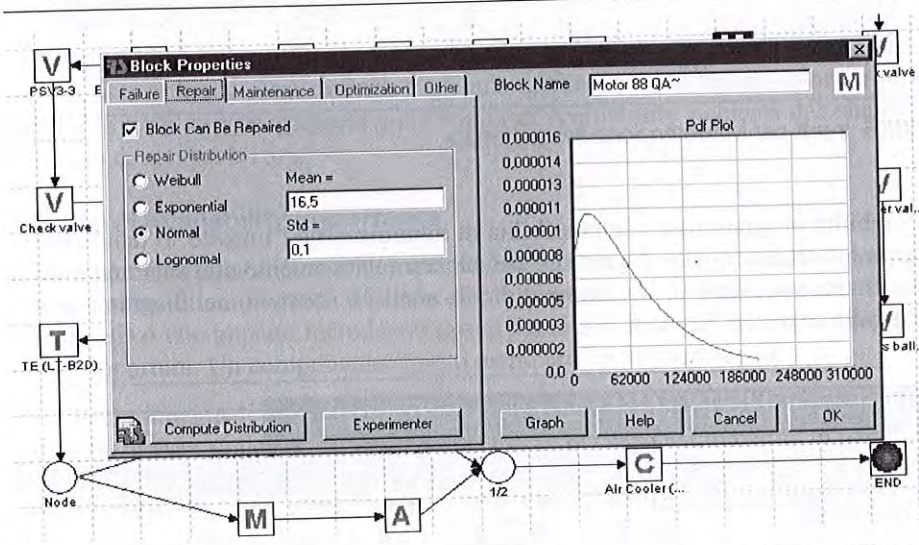 Block Properties
Failure Repair Maintenance Optimization Other
Block Name Motor 88 QA~ M
Block Can Be Repaired
Repair Distribution
Weibull
Exponential
Normal
Lognormal
Mean =
16,5
Std =
0,1
Pdf Plot
0,000016
0,000014
0,000013
0,000011
0,00001
0,000008
0,000006
0,000005
0,000003
0,000002
0,0
0 62000 124000 186000 248000 310000
Compute Distribution Experimenter Graph Help Cancel OK
V
PSV3-3
V
Check valve
T
TE (LT-B2D)
Node
M
A
1/2
C
Air Cooler (...
END
V
k valve
er val.
s ball.